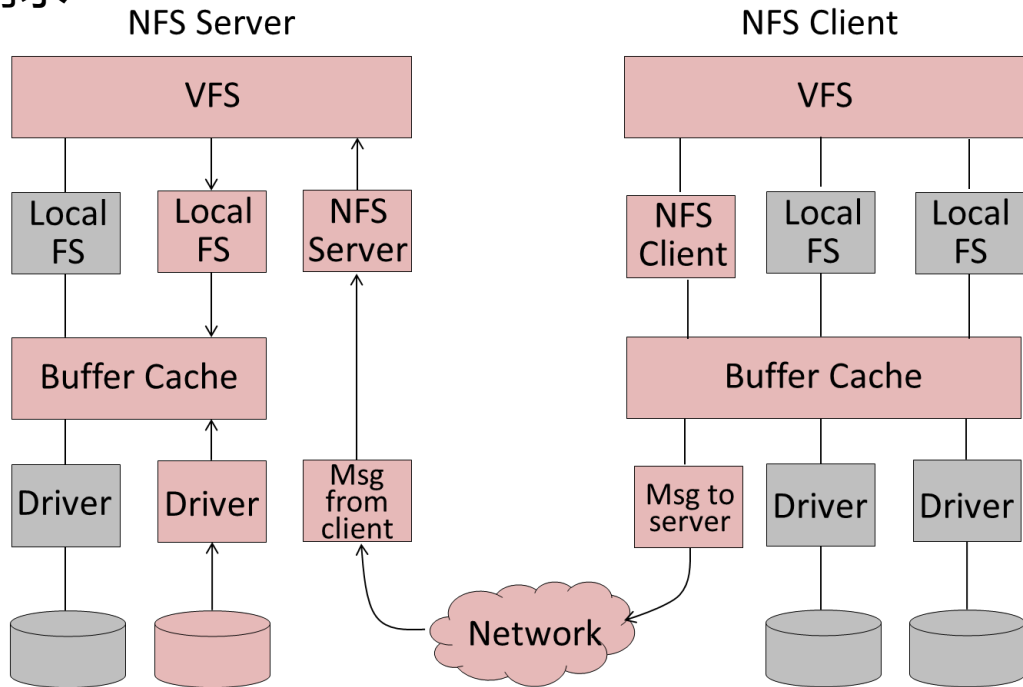 NFS Server
NFS Client
VFS
VFS
Local
FS
Local
FS
NFS
Server
NFS
Client
Local
FS
Local
FS
Buffer Cache
Buffer Cache
Driver
Driver
Msg
from
client
Msg to
server
Driver
Driver
Network